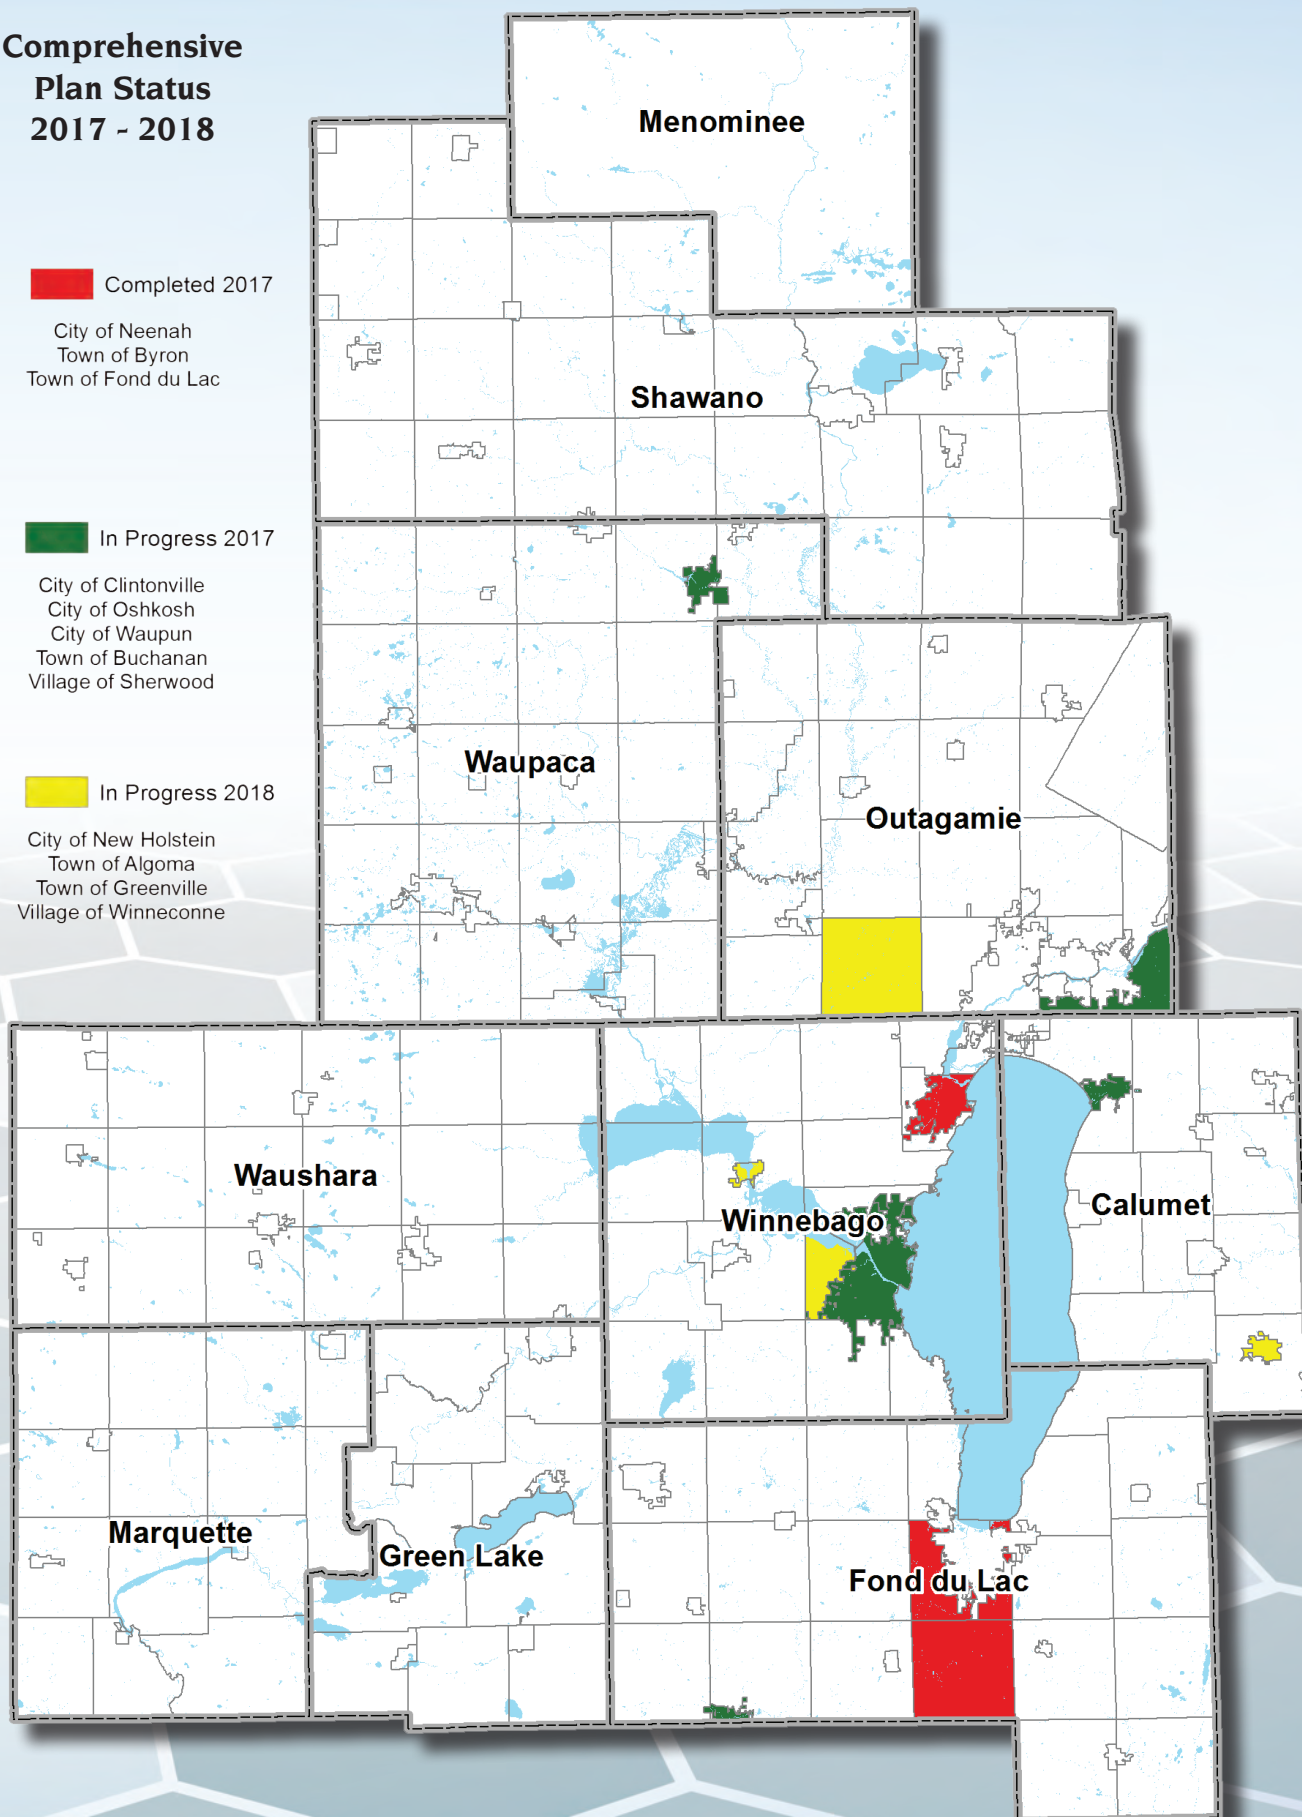 Comprehensive
Plan Status
2017 - 2018
Completed 2017
City of Neenah
Town of Byron
Town of Fond du Lac
In Progress 2017
City of Clintonville
City of Oshkosh
City of Waupun
Town of Buchanan
Village of Sherwood
In Progress 2018
City of New Holstein
Town of Algoma
Town of Greenville
Village of Winneconne
Menominee
Shawano
Waupaca
Outagamie
Waushara
Winnebago
Calumet
Marquette
Green Lake
Fond du Lac